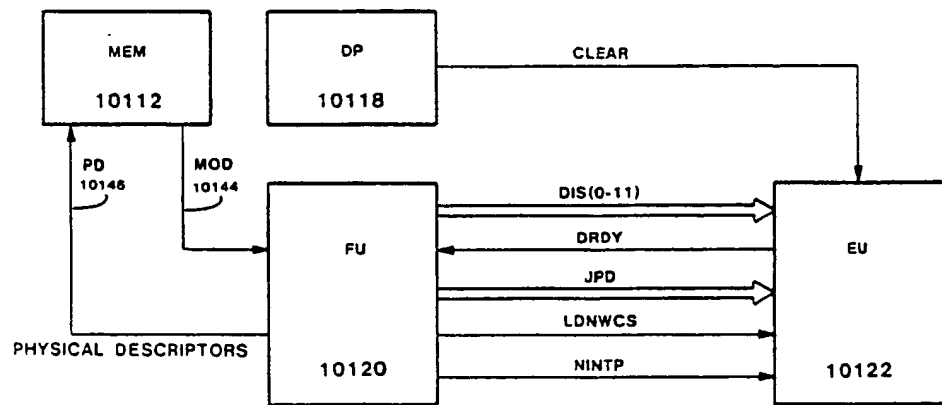 MEM
10112
DP
10118
CLEAR
PD
10146
MOD
10144
FU
10120
DIS(0-11)
DRDY
JPD
LDNWCS
NINTP
EU
10122
PHYSICAL DESCRIPTORS